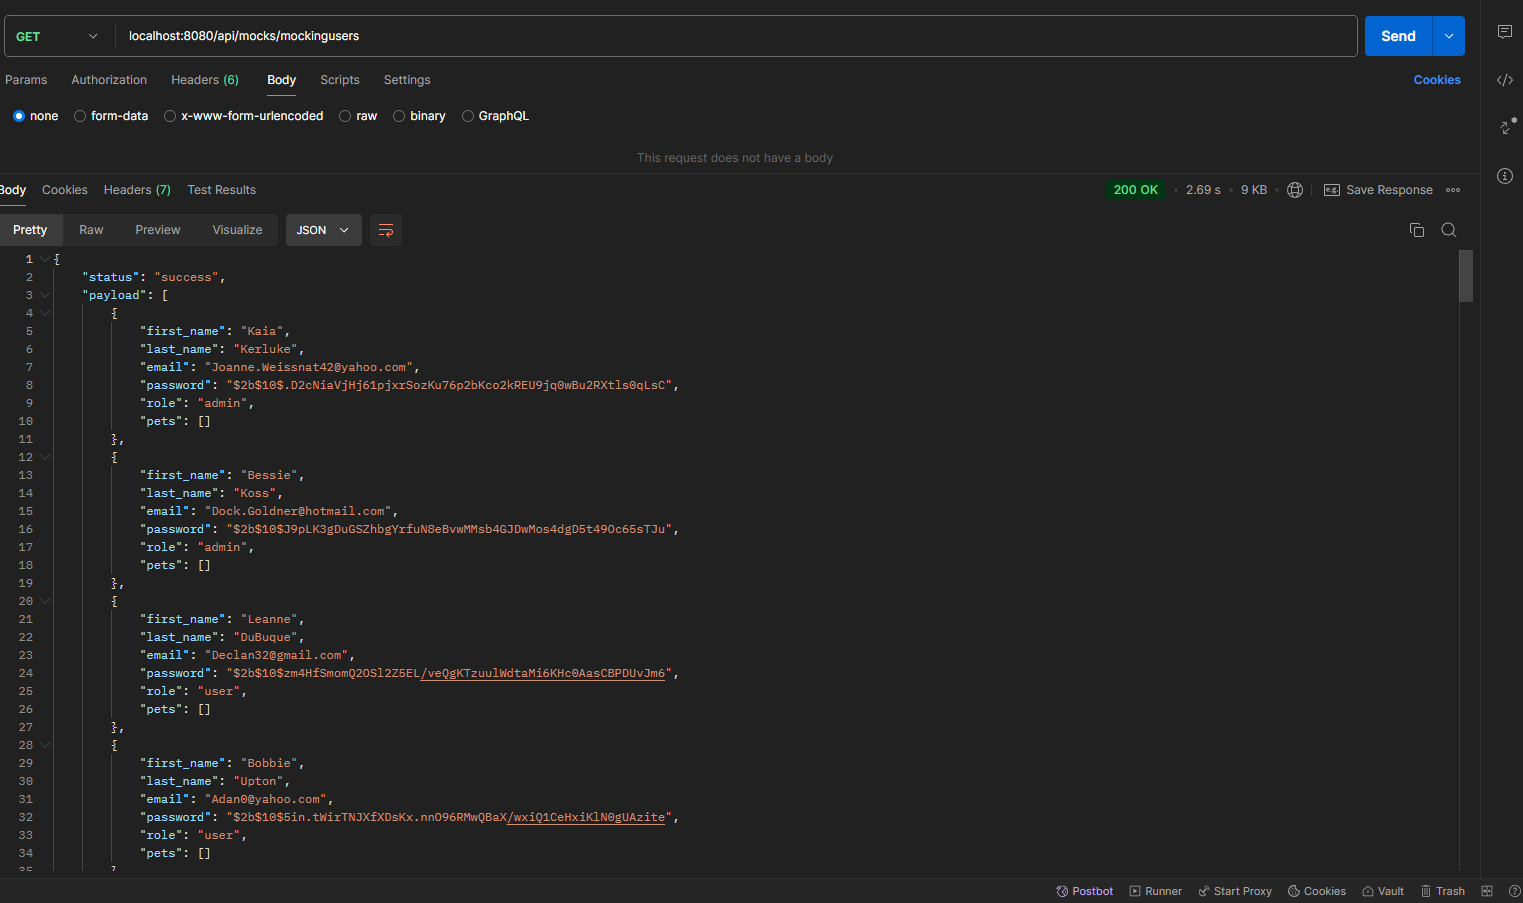 GET localhost:8080/api/mocks/mockingusers Send
Params Authorization Headers (6) Body Scripts Settings Cookies
none form-data x-www-form-urlencoded raw binary GraphQL
This request does not have a body
Body Cookies Headers (7) Test Results 200 OK 2.69 s 9 KB e.g. Save Response
Pretty Raw Preview Visualize JSON
1 {
2 "status": "success",
3 "payload": [
4 {
5 "first_name": "Kaia",
6 "last_name": "Kerluke",
7 "email": "Joanne.Weissnat42@yahoo.com",
8 "password": "$2b$10$.D2cNiaVjHj61pjxrSozKu76p2bKco2kREU9jq0wBu2RXtls0qLsC",
9 "role": "admin",
10 "pets": []
11 },
12 {
13 "first_name": "Bessie",
14 "last_name": "Koss",
15 "email": "Dock.Goldner@hotmail.com",
16 "password": "$2b$10$J9pLK3gDuGSZhbgYrfuN8eBvwMMsb4GJDwMos4dgD5t49Oc65sTJu",
17 "role": "admin",
18 "pets": []
19 },
20 {
21 "first_name": "Leanne",
22 "last_name": "DuBuque",
23 "email": "Declan32@gmail.com",
24 "password": "$2b$10$zm4HfSmomQ2OSl2Z5EL/veQgKTzuulWdtaMi6KHc0AasCBPDUvJm6",
25 "role": "user",
26 "pets": []
27 },
28 {
29 "first_name": "Bobbie",
30 "last_name": "Upton",
31 "email": "Adan0@yahoo.com",
32 "password": "$2b$10$5in.tWirTNJXfXDsKx.nnO96RMwQBaX/wxiQ1CeHxiKlN0gUAzite",
33 "role": "user",
34 "pets": []
35 }
Postbot Runner Start Proxy Cookies Vault Trash